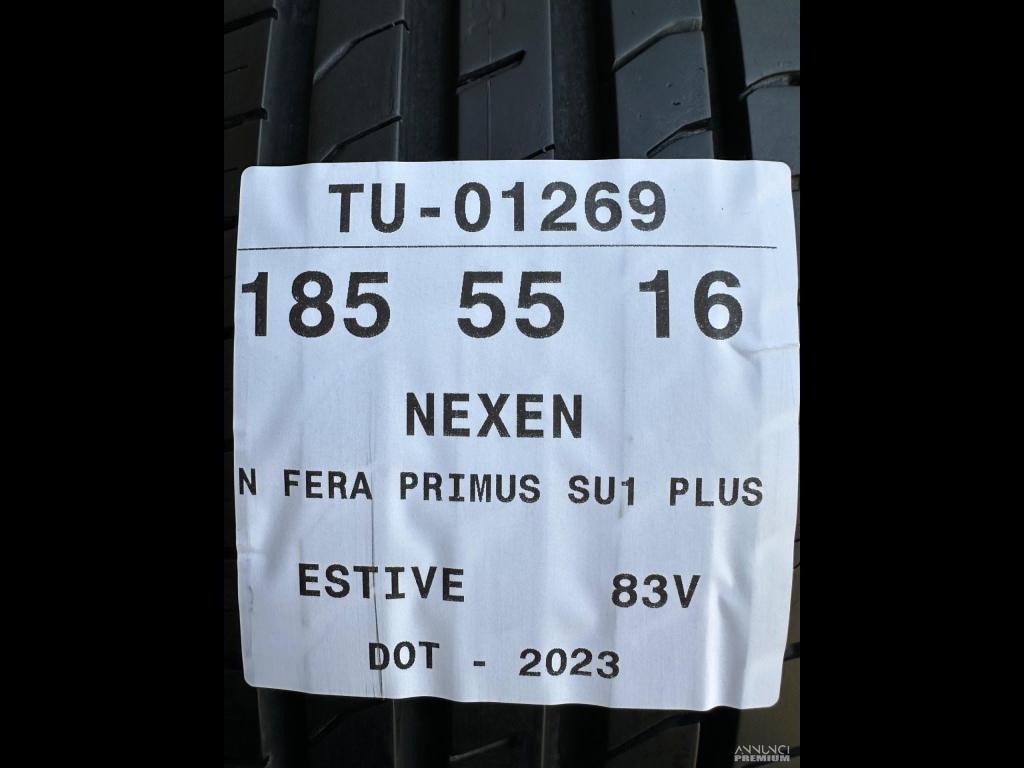 TU-01269
185 55 16
NEXEN
N FERA PRIMUS SU1 PLUS
ESTIVE 83V
DOT - 2023
ANNUNCI
PREMIUM